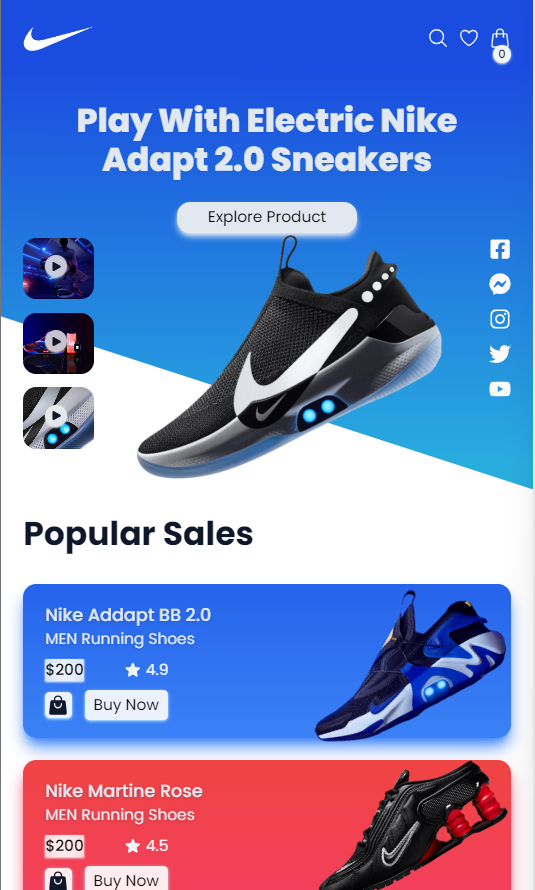 0
Play With Electric Nike
Adapt 2.0 Sneakers
Explore Product
Popular Sales
Nike Addapt BB 2.0
MEN Running Shoes
$200 4.9
Buy Now
Nike Martine Rose
MEN Running Shoes
$200 4.5
Buy Now